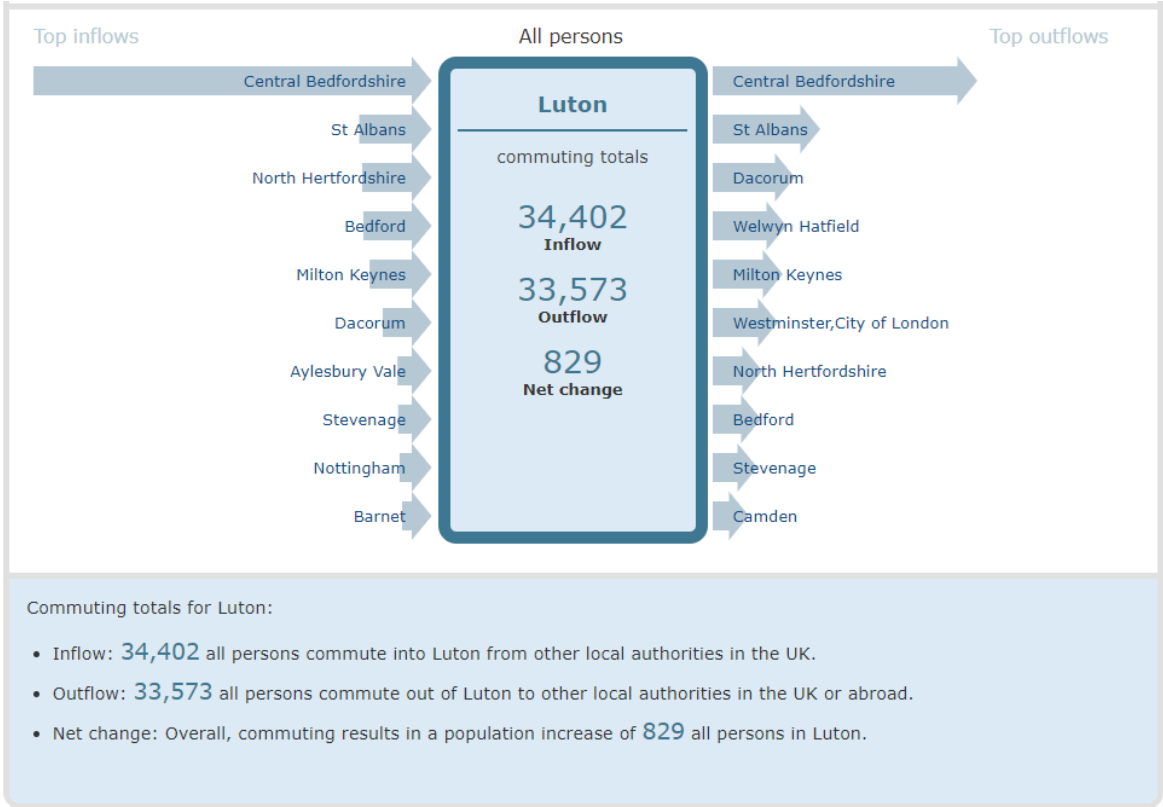 Top inflows
All persons
Top outflows
Central Bedfordshire
St Albans
North Hertfordshire
Bedford
Milton Keynes
Dacorum
Aylesbury Vale
Stevenage
Nottingham
Barnet
Luton
commuting totals
34,402
Inflow
33,573
Outflow
829
Net change
Central Bedfordshire
St Albans
Dacorum
Welwyn Hatfield
Milton Keynes
Westminster,City of London
North Hertfordshire
Bedford
Stevenage
Camden
Commuting totals for Luton:
• Inflow: 34,402 all persons commute into Luton from other local authorities in the UK.
• Outflow: 33,573 all persons commute out of Luton to other local authorities in the UK or abroad.
• Net change: Overall, commuting results in a population increase of 829 all persons in Luton.